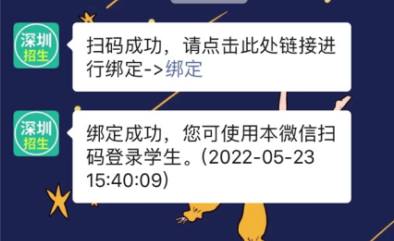 深圳
招生
扫码成功，请点击此处链接进
行绑定->绑定
深圳
招生
绑定成功，您可使用本微信扫
码登录学生。(2022-05-23
15:40:09)